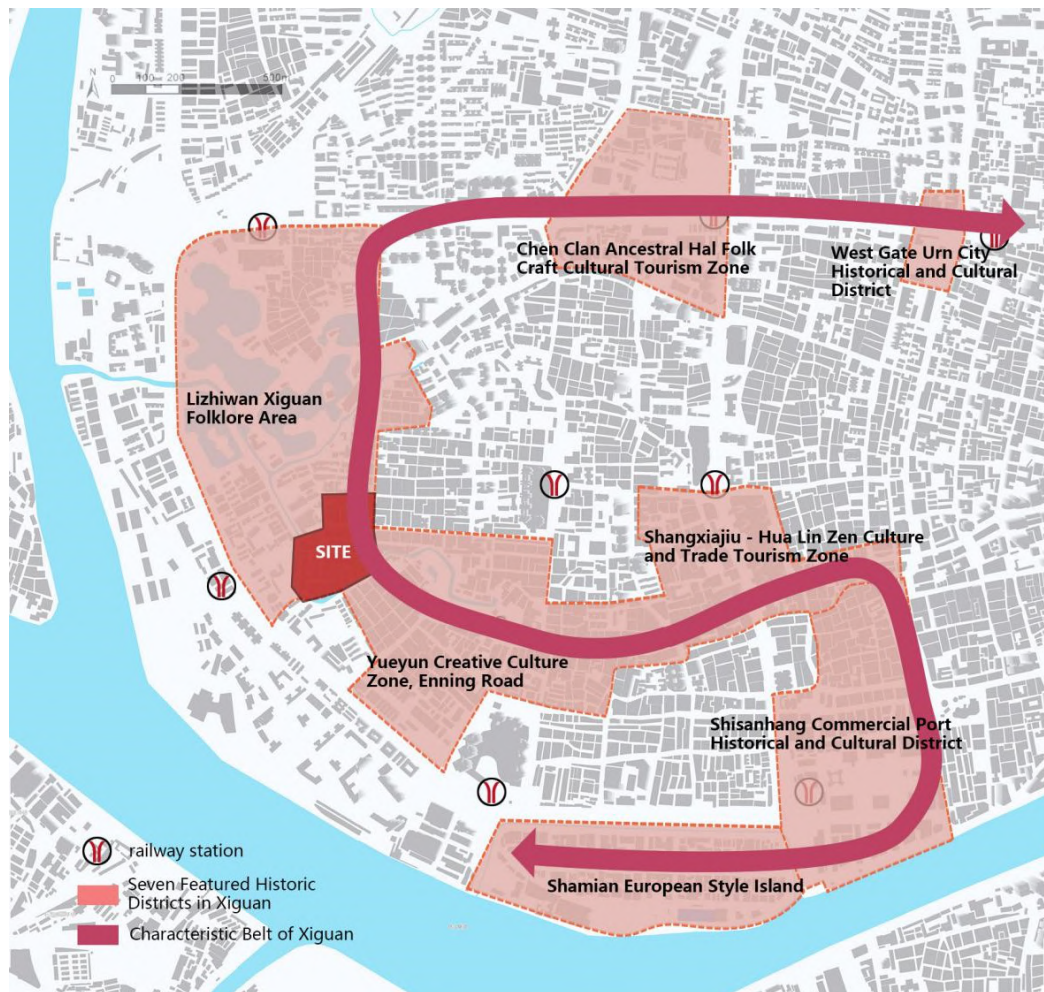 N
0 100 200 500m
Chen Clan Ancestral Hal Folk
Craft Cultural Tourism Zone
West Gate Urn City
Historical and Cultural
District
Lizhiwan Xiguan
Folklore Area
SITE
Shangxiajiu - Hua Lin Zen Culture
and Trade Tourism Zone
Yueyun Creative Culture
Zone, Enning Road
Shisanhang Commercial Port
Historical and Cultural District
Shamian European Style Island
railway station
Seven Featured Historic
Districts in Xiguan
Characteristic Belt of Xiguan